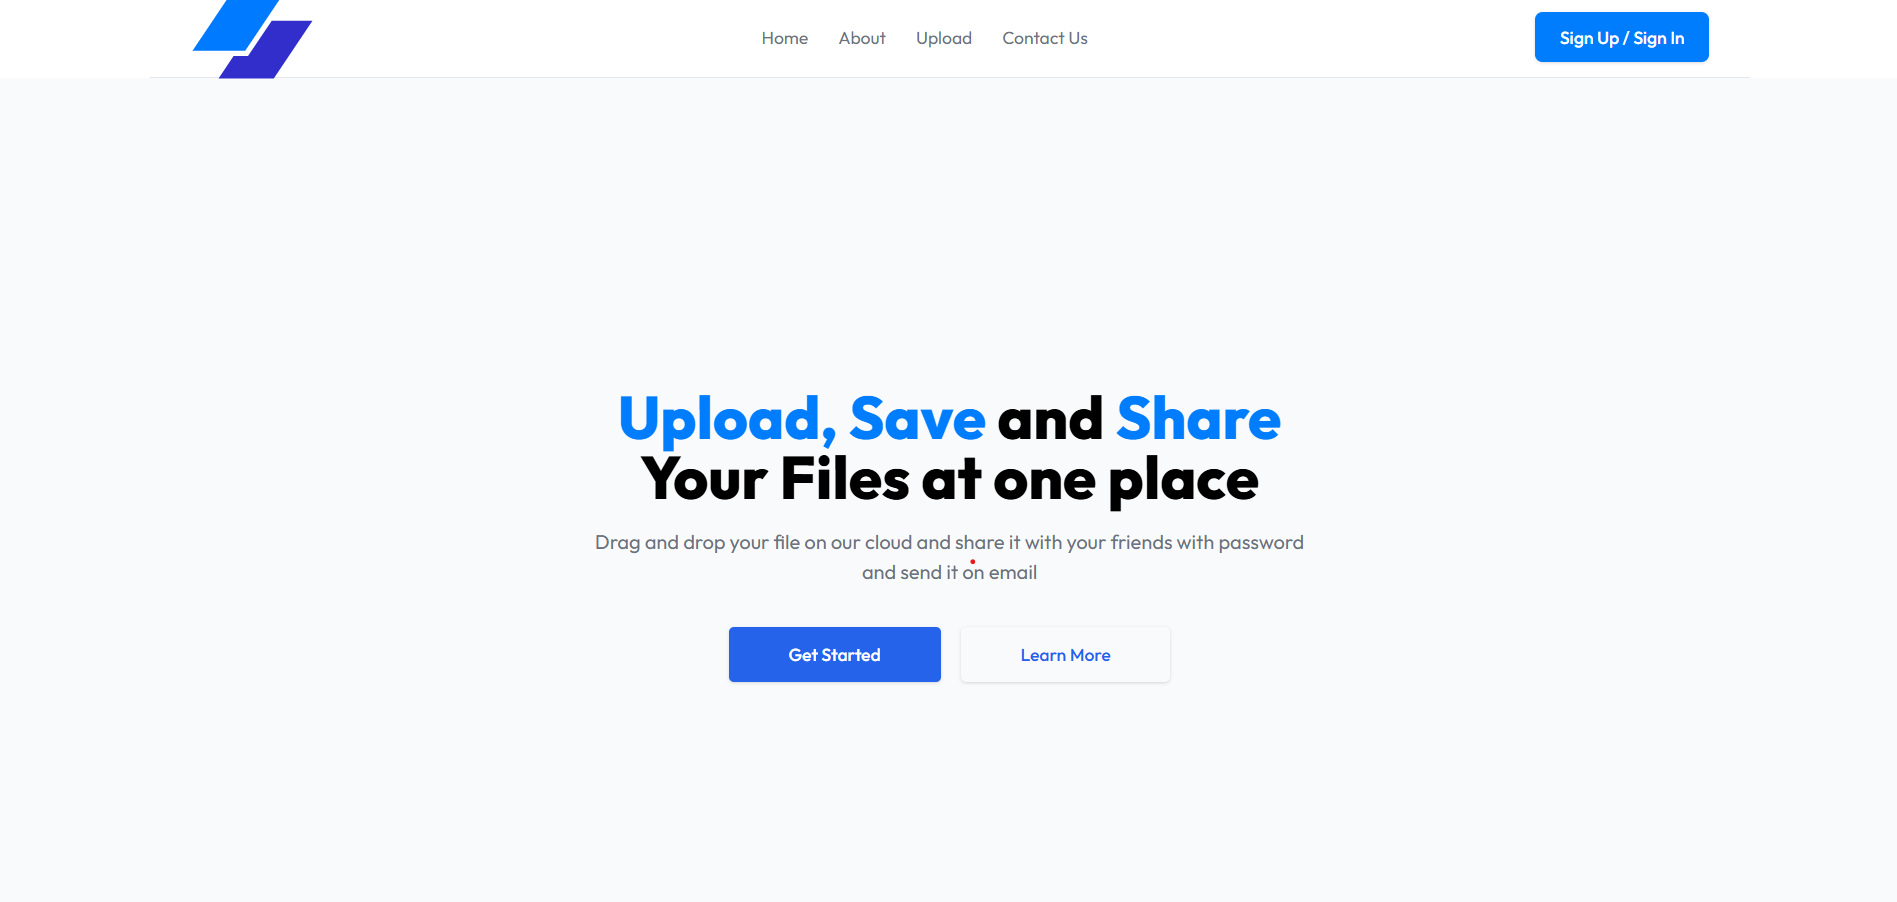 Home About Upload Contact Us
Sign Up / Sign In
Upload, Save and Share
Your Files at one place
Drag and drop your file on our cloud and share it with your friends with password
and send it on email
Get Started
Learn More